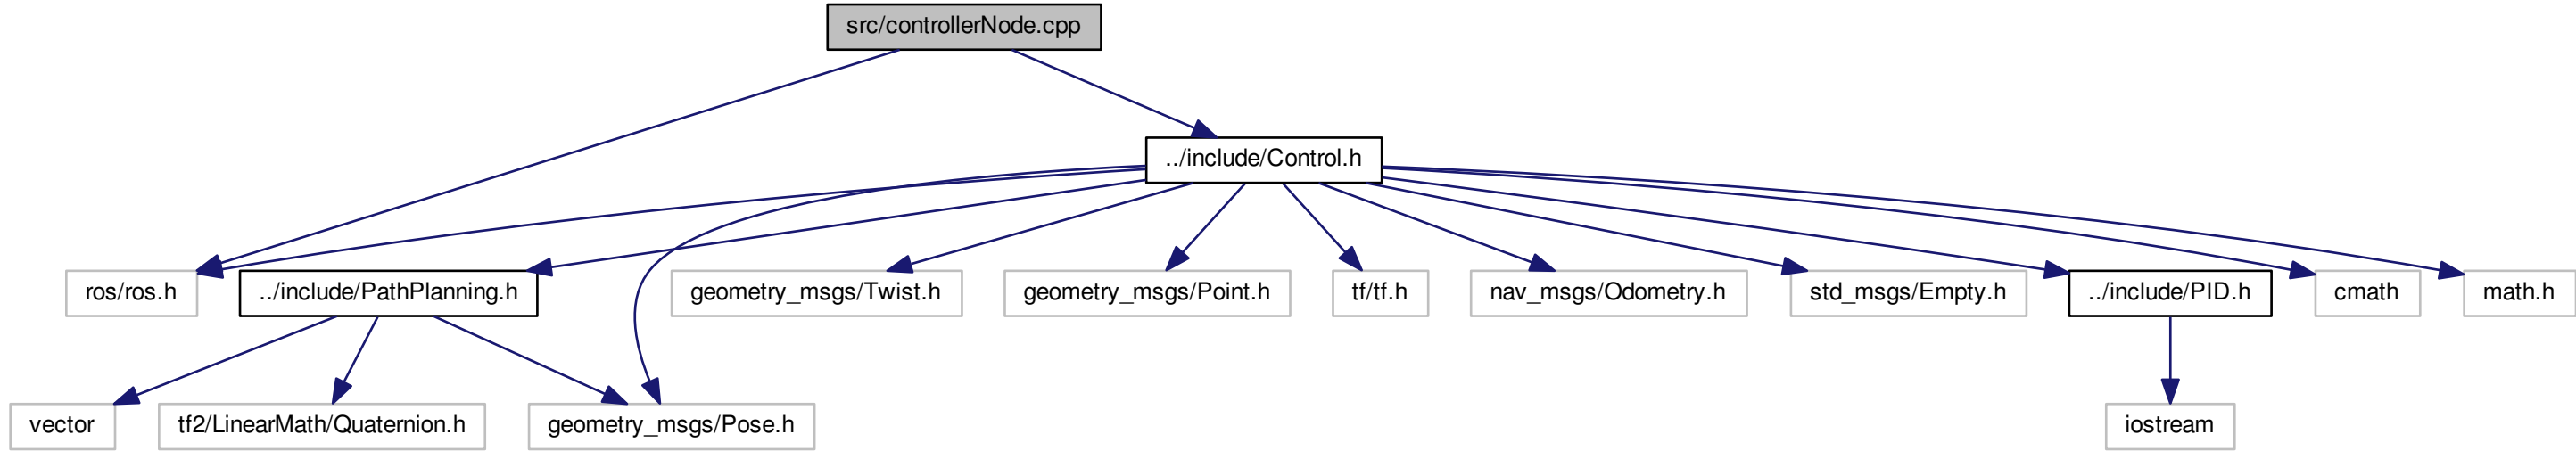 src/controllerNode.cpp
../include/Control.h
ros/ros.h
../include/PathPlanning.h
geometry_msgs/Twist.h
geometry_msgs/Point.h
tf/tf.h
nav_msgs/Odometry.h
std_msgs/Empty.h
../include/PID.h
cmath
math.h
vector
tf2/LinearMath/Quaternion.h
geometry_msgs/Pose.h
iostream